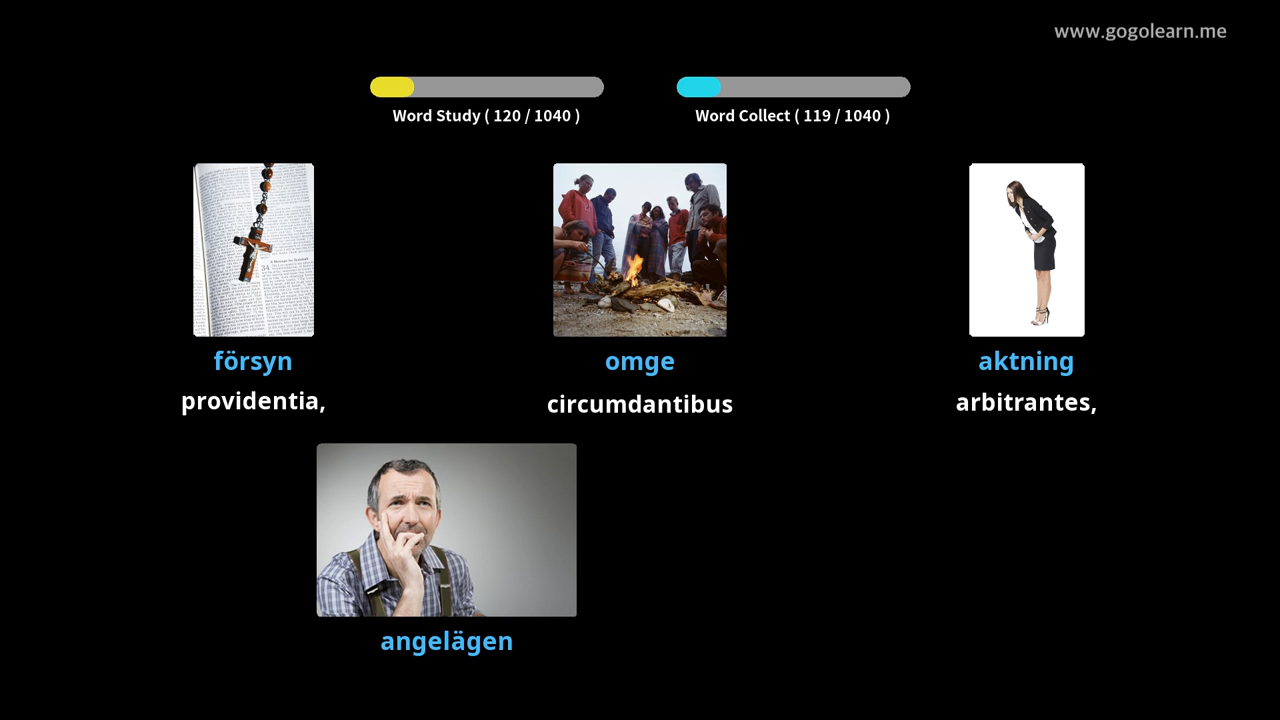 www.gogolearn.me
Word Study ( 120 / 1040 )
Word Collect ( 119 / 1040 )
försyn
omge
aktning
providentia,
circumdantibus
arbitrantes,
angelägen